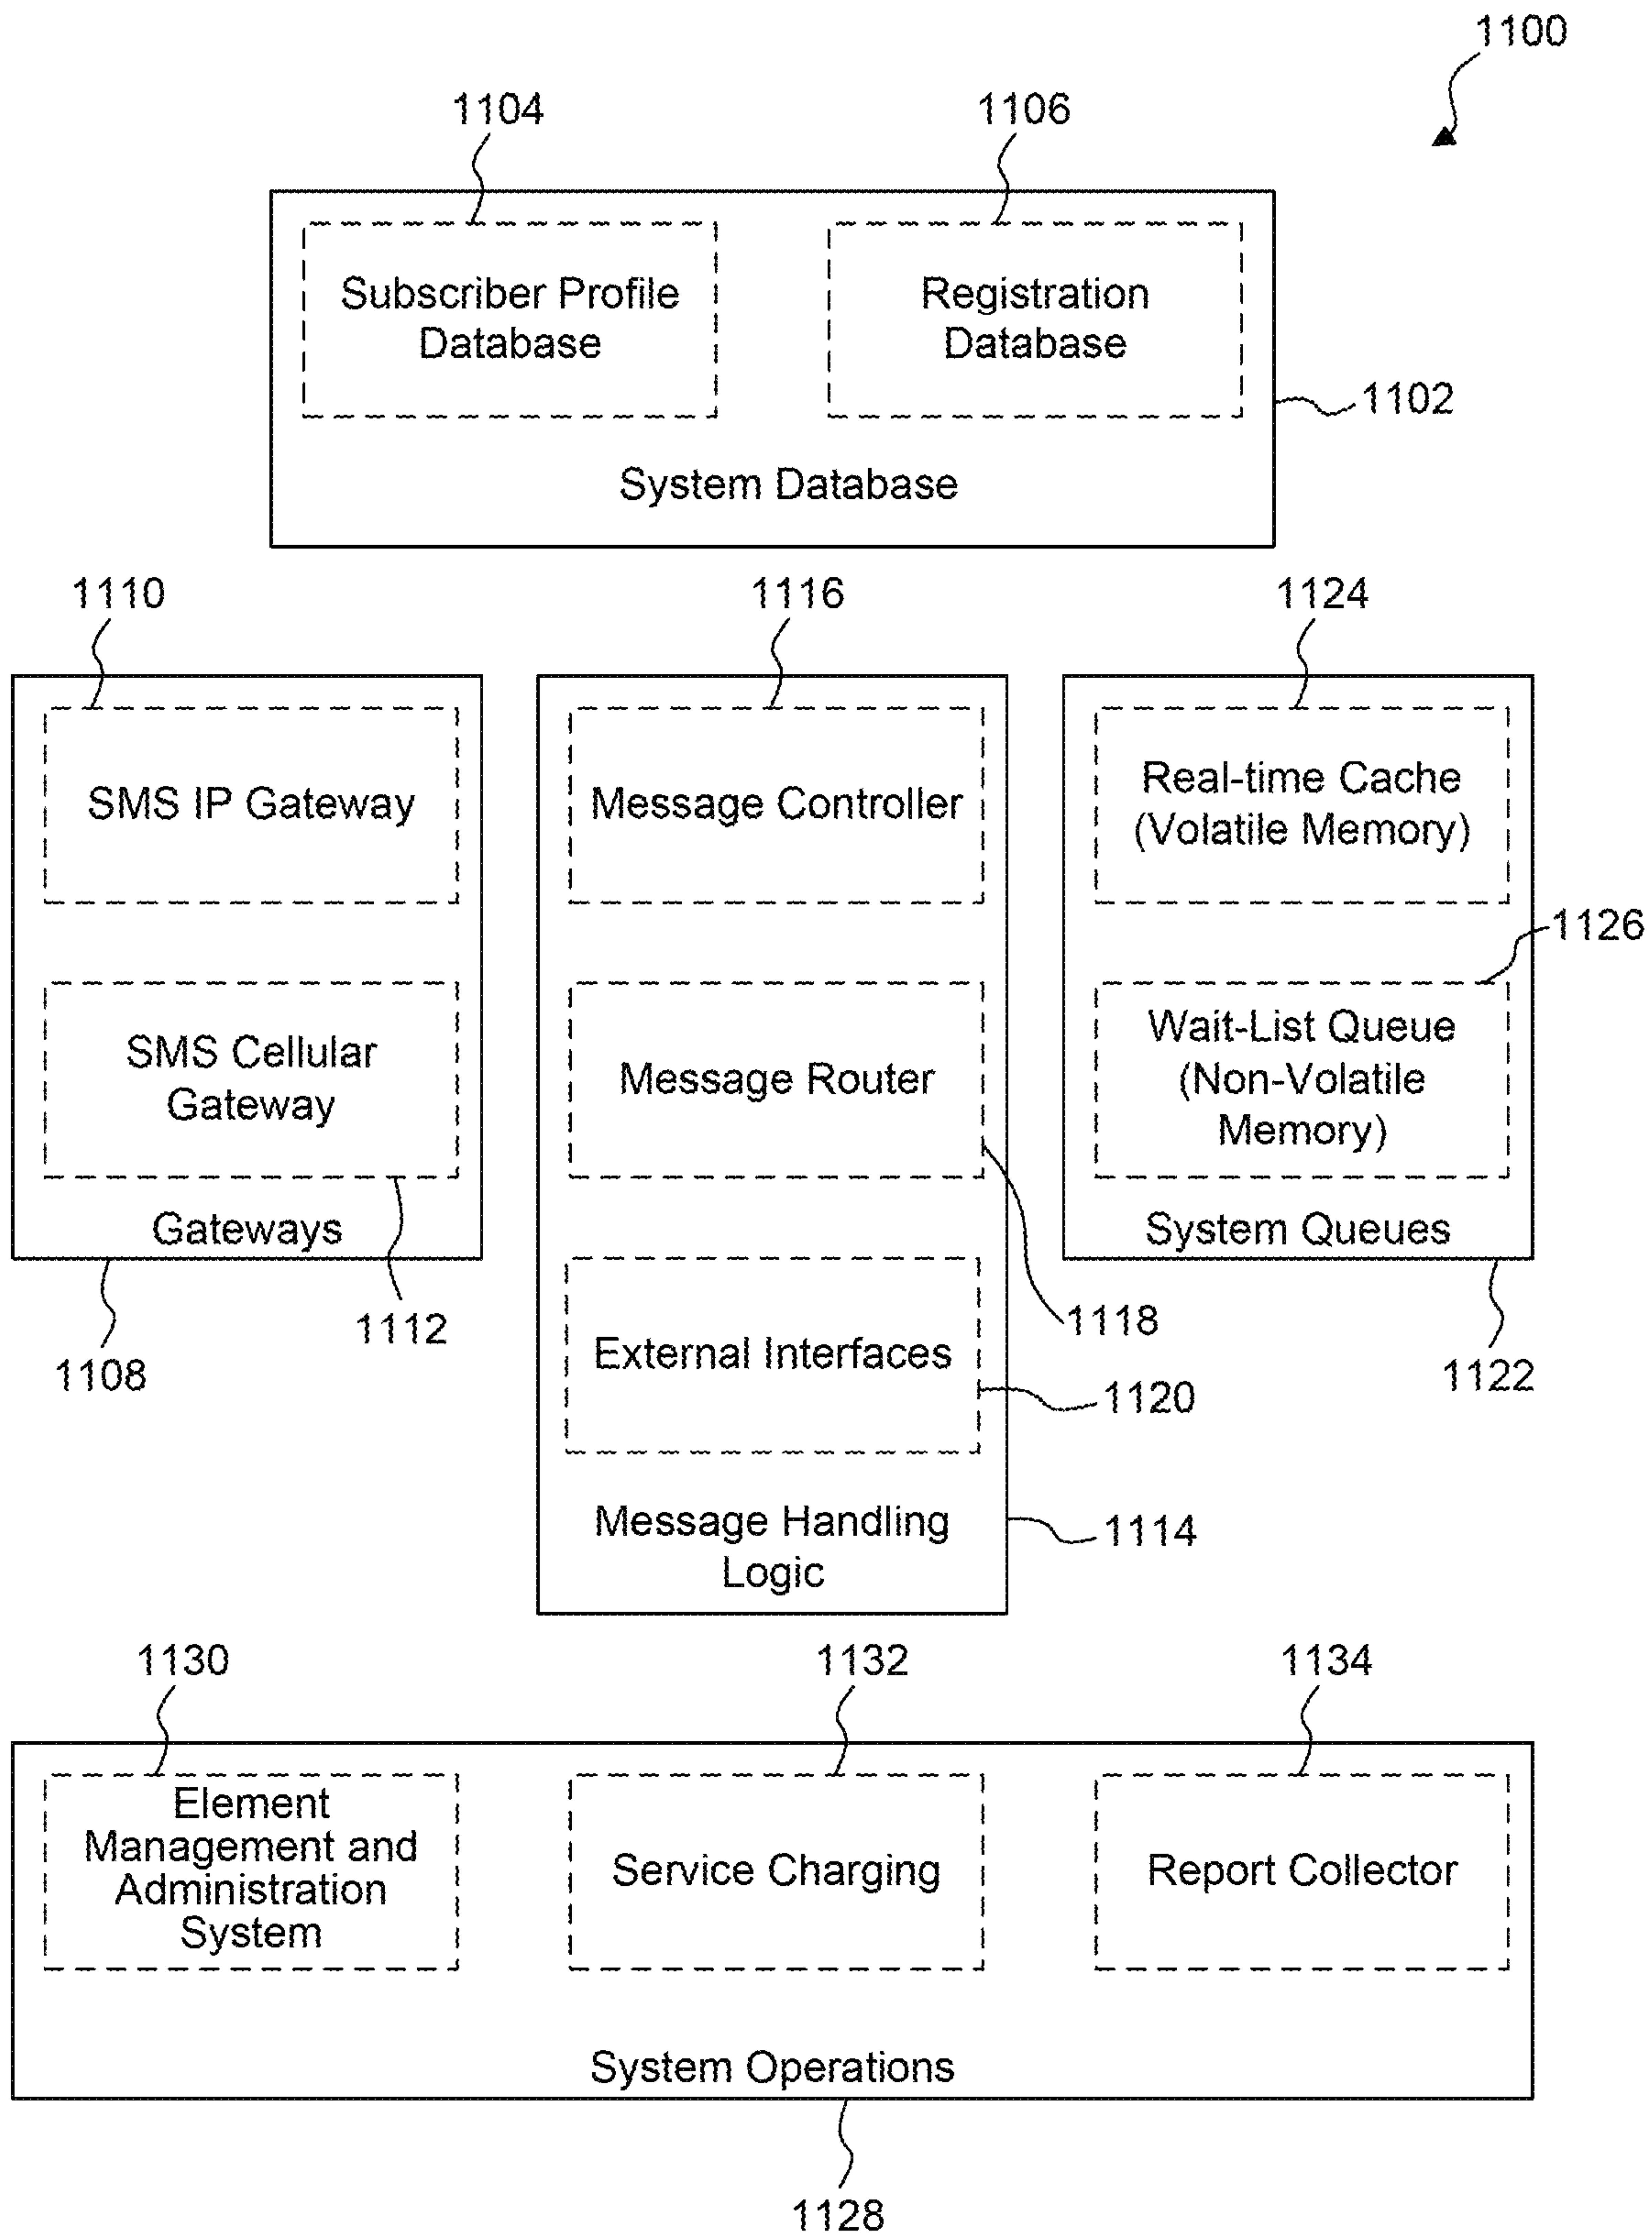 1100
1104
1106
Subscriber Profile
Database
Registration
Database
1102
System Database
1110
1116
1124
SMS IP Gateway
Message Controller
Real-time Cache
(Volatile Memory)
1126
SMS Cellular
Gateway
Message Router
Wait-List Queue
(Non-Volatile
Memory)
Gateways
System Queues
1112
1118
1108
External Interfaces
1120
1122
Message Handling
Logic
1114
1130
1132
1134
Element
Management and
Administration
System
Service Charging
Report Collector
System Operations
1128